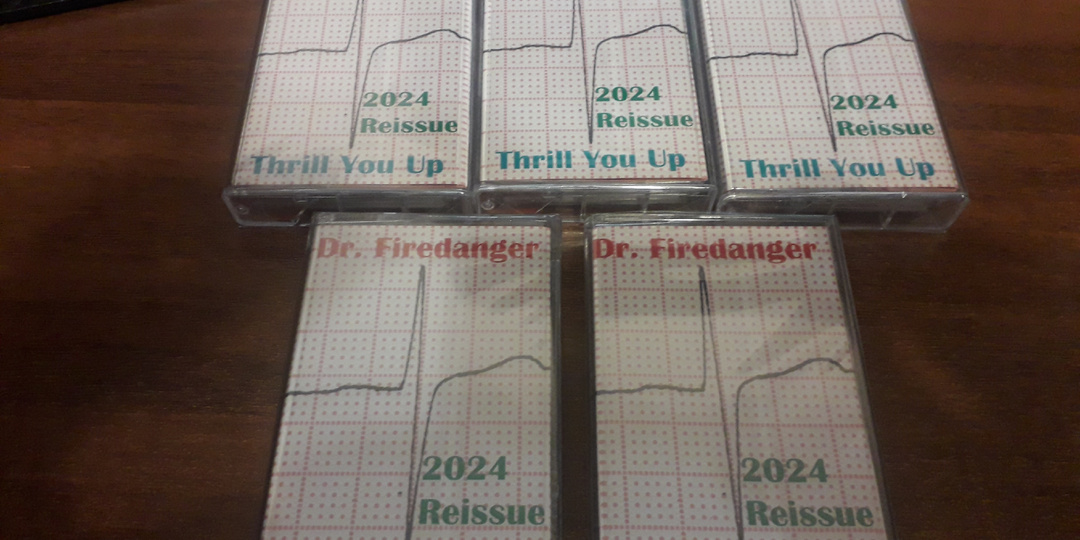 2024
Reissue
Thrill You Up
2024
Reissue
Thrill You Up
2024
Reissue
Thrill You Up
Dr. Firedanger
2024
Reissue
Dr. Firedanger
2024
Reissue